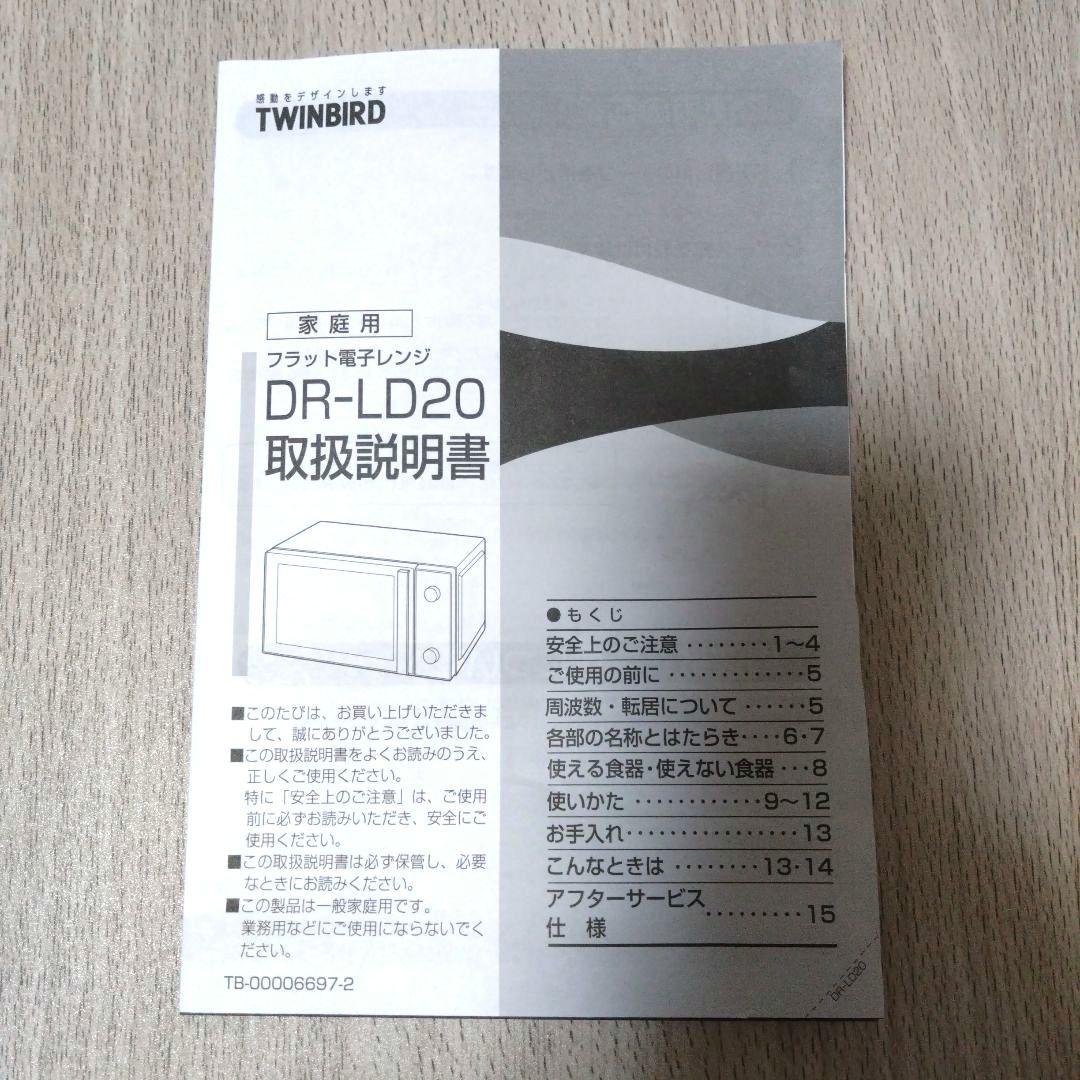 感動をデザインします
TWINBIRD
家庭用
フラット電子レンジ
DR-LD20
取扱説明書
■このたびは、お買い上げいただきま
して、誠にありがとうございました。
■この取扱説明書をよくお読みのうえ、
正しくご使用ください。
特に「安全上のご注意」は、ご使用
前に必ずお読みいただき、安全にご
使用ください。
■この取扱説明書は必ず保管し、必要
なときにお読みください。
■この製品は一般家庭用です。
業務用などにご使用にならないでく
ださい。
TB-00006697-2
●もくじ
安全上のご注意 ········1～4
ご使用の前に ·············5
周波数・転居について ······5
各部の名称とはたらき····6・7
使える食器・使えない食器 ···8
使いかた ············9～12
お手入れ·················13
こんなときは ········13・14
アフターサービス
仕 様 ·········15
DR-LD20